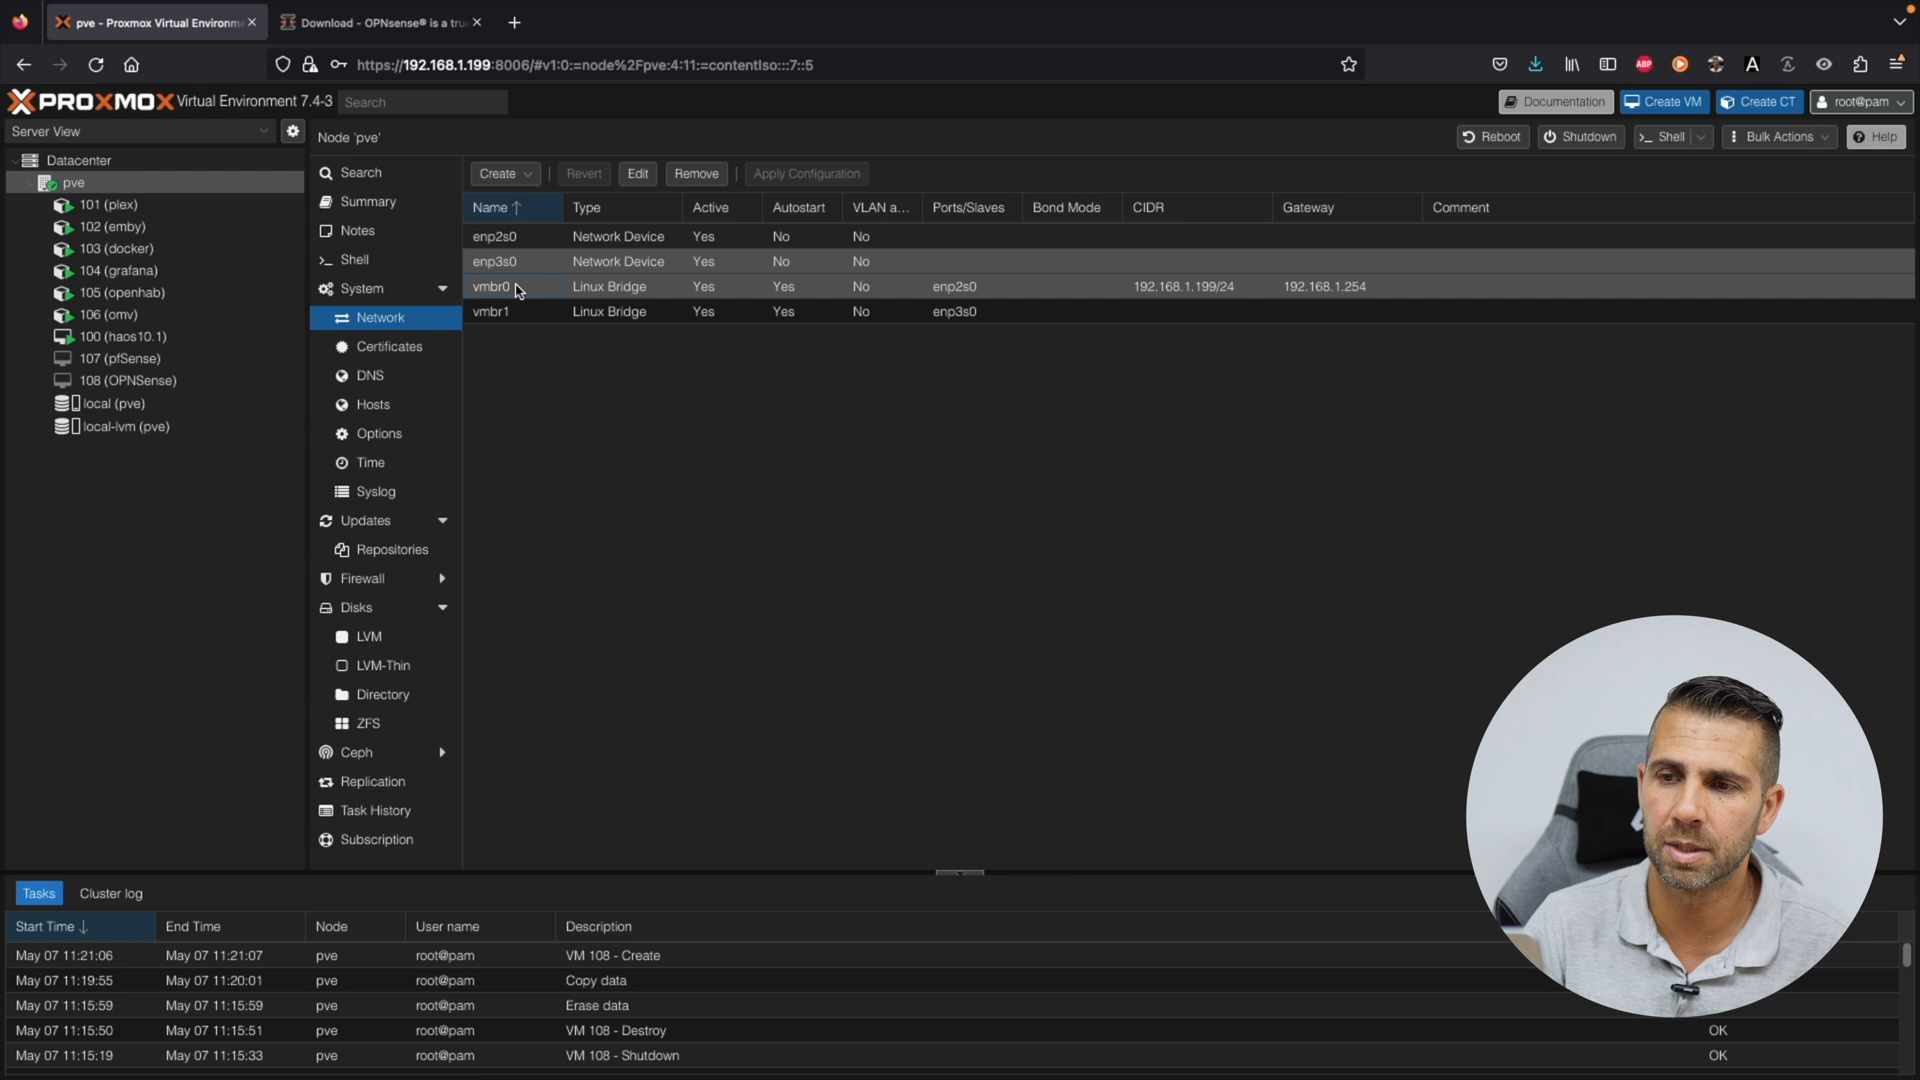 pve - Proxmox Virtual Environm
Download - OPNsense® is a tru
https://192.168.1.199:8006/#v1:0:=node%2Fpve:4:11:=contentIso:::7::5
ABP
A
PROXMOX Virtual Environment 7.4-3
Search
Documentation
Create VM
Create CT
root@pam
Server View
Node 'pve'
Reboot
Shutdown
Shell
Bulk Actions
Help
Datacenter
pve
101 (plex)
102 (emby)
103 (docker)
104 (grafana)
105 (openhab)
106 (omv)
100 (haos10.1)
107 (pfSense)
108 (OPNSense)
local (pve)
local-lvm (pve)
Search
Summary
Notes
Shell
System
Network
Certificates
DNS
Hosts
Options
Time
Syslog
Updates
Repositories
Firewall
Disks
LVM
LVM-Thin
Directory
ZFS
Ceph
Replication
Task History
Subscription
Create
Revert
Edit
Remove
Apply Configuration
Name Type Active Autostart VLAN a... Ports/Slaves Bond Mode CIDR Gateway Comment
enp2s0 Network Device Yes No No
enp3s0 Network Device Yes No No
vmbr0 Linux Bridge Yes Yes No enp2s0 192.168.1.199/24 192.168.1.254
vmbr1 Linux Bridge Yes Yes No enp3s0
Tasks
Cluster log
Start Time End Time Node User name Description
May 07 11:21:06 May 07 11:21:07 pve root@pam VM 108 - Create
May 07 11:19:55 May 07 11:20:01 pve root@pam Copy data
May 07 11:15:59 May 07 11:15:59 pve root@pam Erase data
May 07 11:15:50 May 07 11:15:51 pve root@pam VM 108 - Destroy OK
May 07 11:15:19 May 07 11:15:33 pve root@pam VM 108 - Shutdown OK